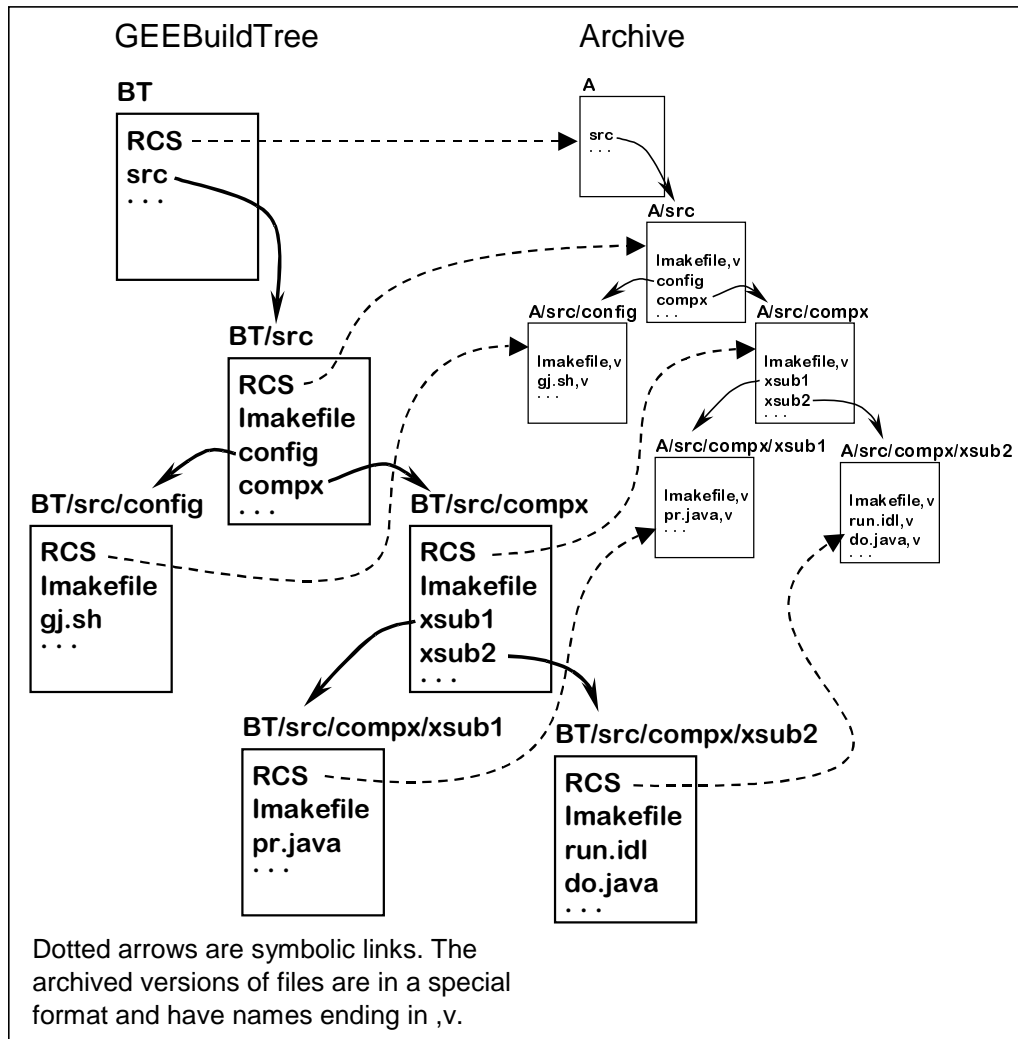 GEEBuildTree
Archive
BT
RCS
src
. . .
A
src
. . .
A/src
Imakefile,v
config
compx
. . .
A/src/config
Imakefile,v
gj.sh,v
. . .
A/src/compx
Imakefile,v
xsub1
xsub2
. . .
BT/src
RCS
Imakefile
config
compx
. . .
A/src/compx/xsub1
Imakefile,v
pr.java,v
. . .
A/src/compx/xsub2
Imakefile,v
run.idl,v
do.java,v
. . .
BT/src/config
RCS
Imakefile
gj.sh
. . .
BT/src/compx
RCS
Imakefile
xsub1
xsub2
. . .
BT/src/compx/xsub1
RCS
Imakefile
pr.java
. . .
BT/src/compx/xsub2
RCS
Imakefile
run.idl
do.java
. . .
Dotted arrows are symbolic links. The
archived versions of files are in a special
format and have names ending in ,v.